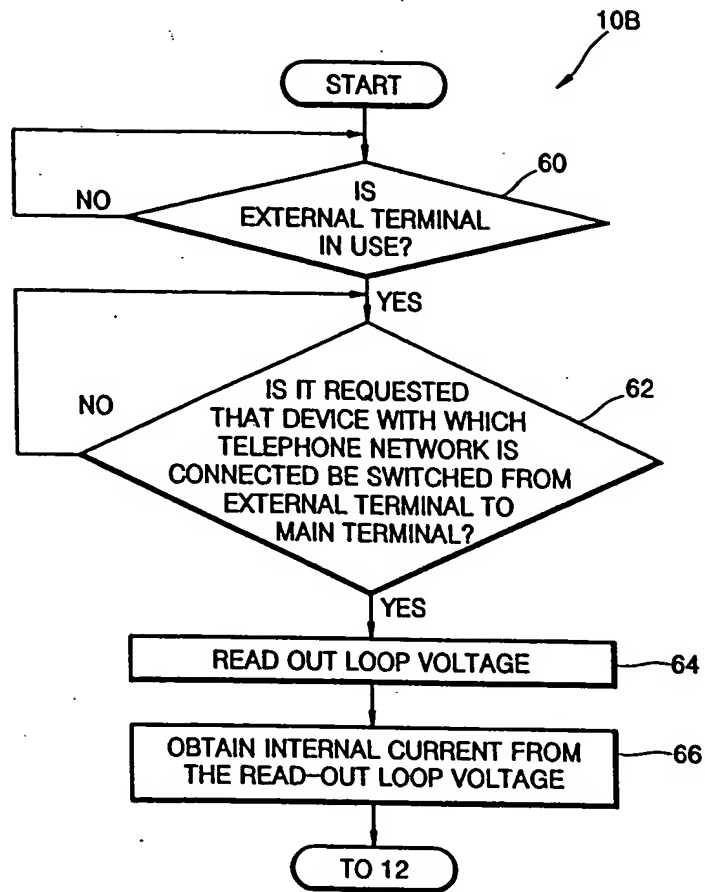 10B
START
60
IS
EXTERNAL TERMINAL
IN USE?
NO
YES
62
IS IT REQUESTED
THAT DEVICE WITH WHICH
TELEPHONE NETWORK IS
CONNECTED BE SWITCHED FROM
EXTERNAL TERMINAL TO
MAIN TERMINAL?
NO
YES
READ OUT LOOP VOLTAGE
64
OBTAIN INTERNAL CURRENT FROM
THE READ-OUT LOOP VOLTAGE
66
TO 12